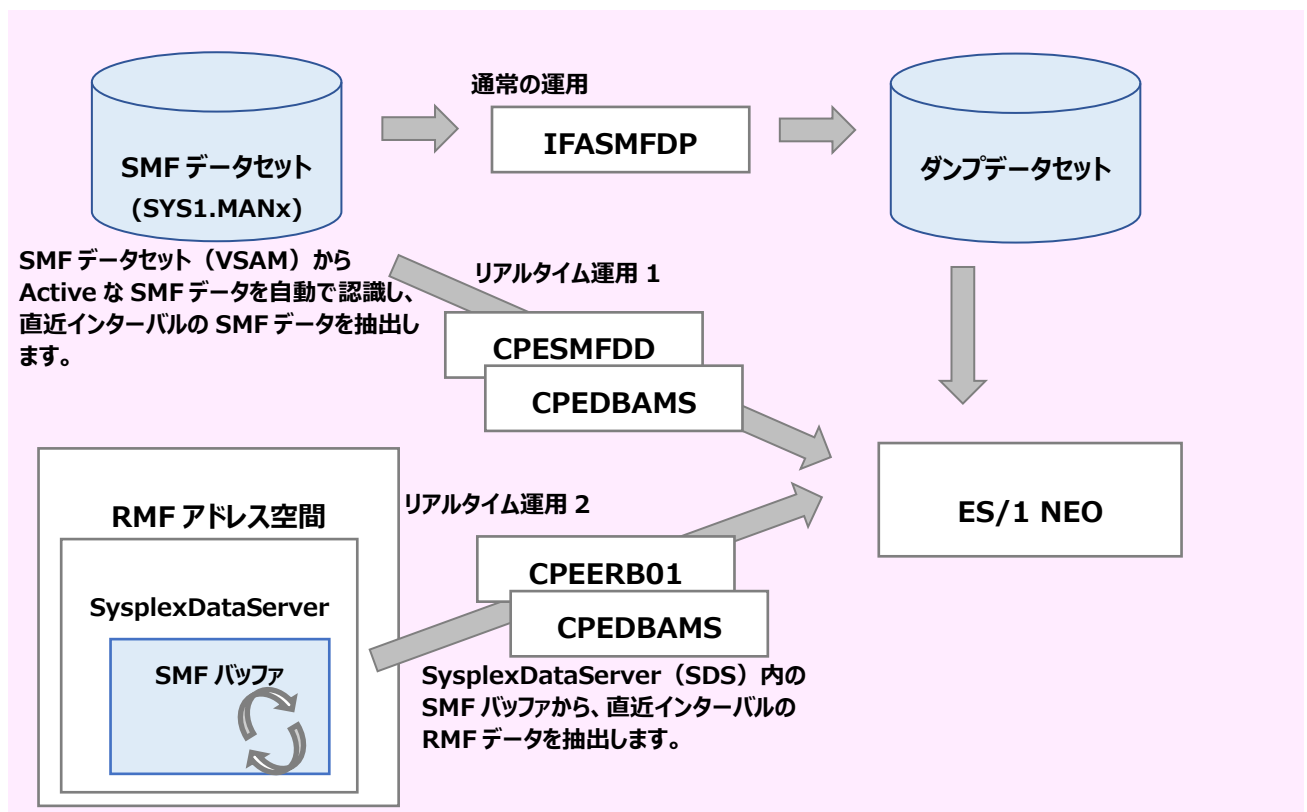 通常の運用
IFASMFDP
SMF データセット
(SYS1.MANx)
ダンプデータセット
SMF データセット（VSAM）から
Active な SMF データを自動で認識し、
直近インターバルの SMF データを抽出し
ます。
リアルタイム運用 1
CPESMFDD
CPEDBAMS
RMF アドレス空間
SysplexDataServer
SMF バッファ
リアルタイム運用 2
CPEERB01
CPEDBAMS
SysplexDataServer（SDS）内の
SMF バッファから、直近インターバルの
RMF データを抽出します。
ES/1 NEO